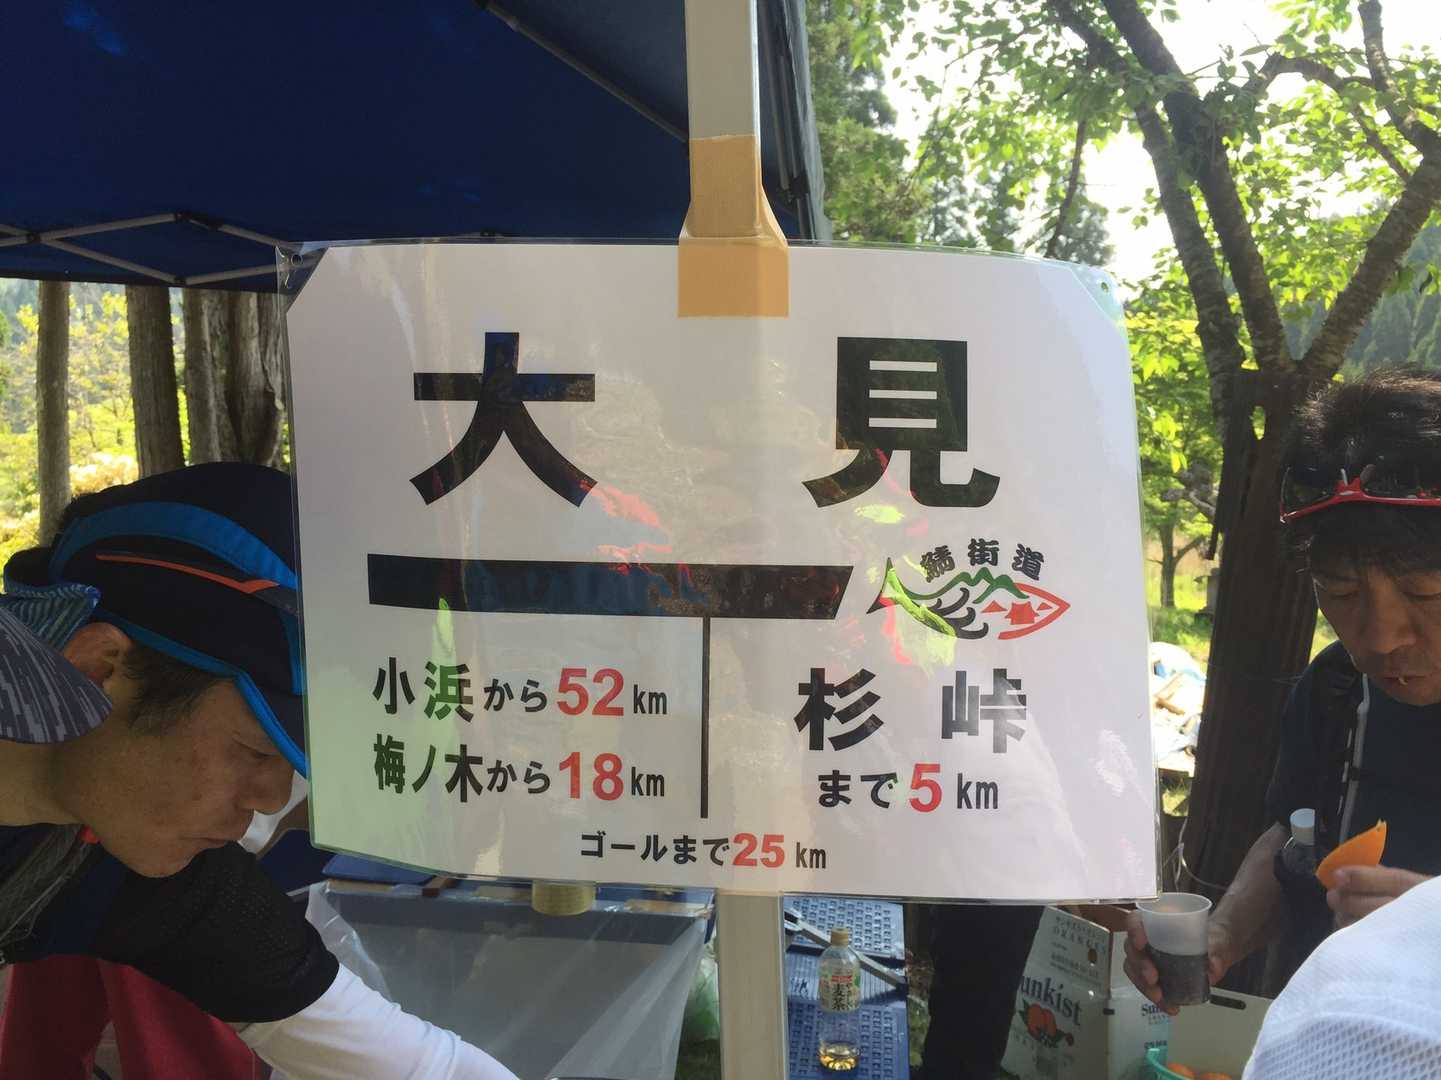 大見
鯖街道
小浜から52km
梅ノ木から18km
杉峠
まで5km
ゴールまで25km
麦茶
Sunkist